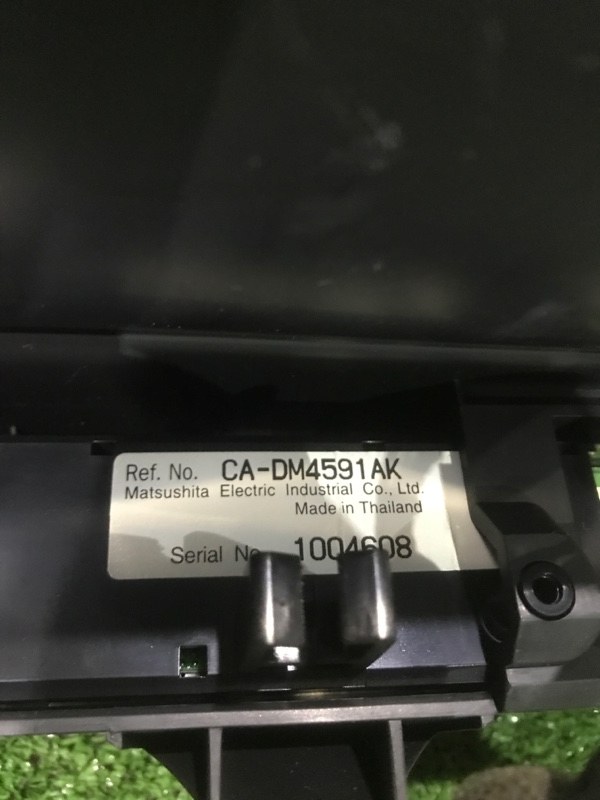 Ref. No. CA-DM4591AK
Matsushita Electric Industrial Co., Ltd.
Made in Thailand
Serial No. 1004608